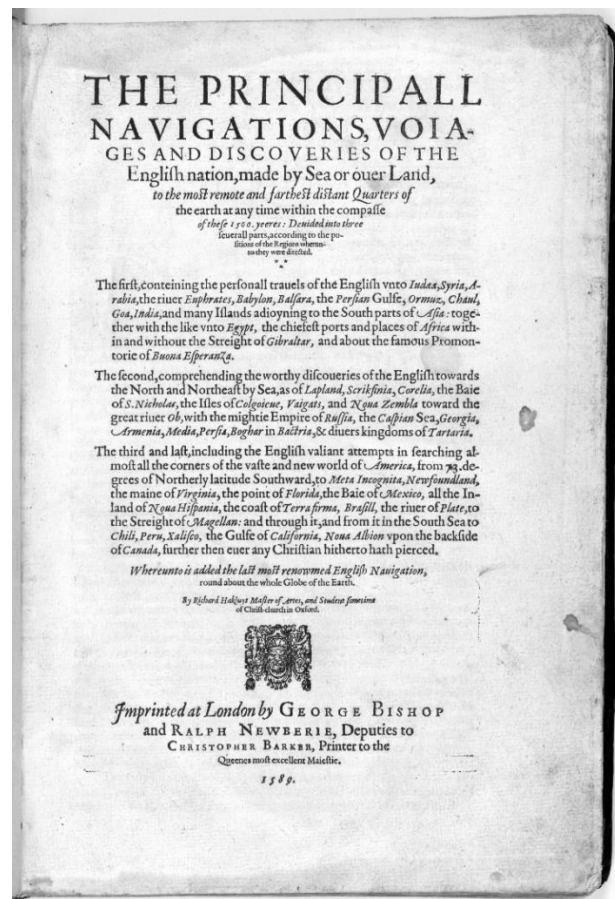 THE PRINCIPALL
NAVIGATIONS, VOIA-
GES AND DISCOVERIES OF THE
Engliſh nation, made by Sea or ouer Land,
to the moſt remote and fartheſt diſtant Quarters of
the earth at any time within the compaſſe
of theſe 1500. yeeres: Deuided into three
ſeuerall parts, according to the po-
ſitions of the Regions wherun-
to they were directed.
* *
*
The firſt, conteining the perſonall trauels of the Engliſh vnto Iudæa, Syria, A-
rabia, the riuer Euphrates, Babylon, Balſara, the Perſian Gulfe, Ormuz, Chaul,
Goa, India, and many Iſlands adioyning to the South parts of Aſia: toge-
ther with the like vnto Egypt, the chiefeſt ports and places of Africa with-
in and without the Streight of Gibraltar, and about the famous Promon-
torie of Buona Eſperanza.
The ſecond, comprehending the worthy diſcoueries of the Engliſh towards
the North and Northeaſt by Sea, as of Lapland, Scrikfinia, Corelia, the Baie
of S. Nicholas, the Iſles of Colgoieue, Vaigats, and Noua Zembla toward the
great riuer Ob, with the mightie Empire of Ruſſia, the Caſpian Sea, Georgia,
Armenia, Media, Perſia, Boghar in Bactria, & diuers kingdoms of Tartaria.
The third and laſt, including the Engliſh valiant attempts in ſearching al-
moſt all the corners of the vaſte and new world of America, from 73. de-
grees of Northerly latitude Southward, to Meta Incognita, Newfoundland,
the maine of Virginia, the point of Florida, the Baie of Mexico, all the In-
land of Noua Hiſpania, the coaſt of Terra firma, Braſill, the riuer of Plate, to
the Streight of Magellan: and through it, and from it in the South Sea to
Chili, Peru, Xaliſco, the Gulfe of California, Noua Albion vpon the backſide
of Canada, further then euer any Chriſtian hitherto hath pierced.
Whereunto is added the laſt moſt renowmed Engliſh Nauigation,
round about the whole Globe of the Earth.
By Richard Hakluyt Maſter of Artes, and Student ſometime
of Chriſt-church in Oxford.
Imprinted at London by GEORGE BISHOP
and RALPH NEWBERIE, Deputies to
CHRISTOPHER BARKER, Printer to the
Queenes moſt excellent Maieſtie.
1589.